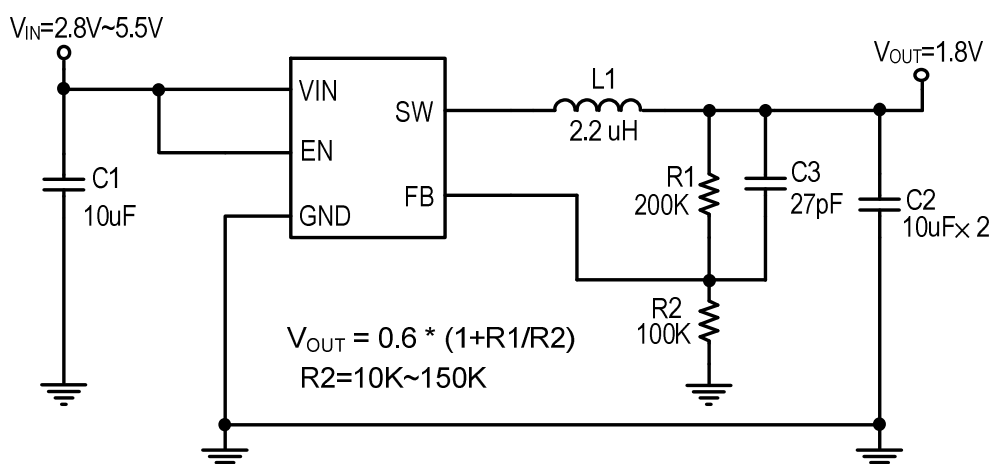 VIN=2.8V~5.5V
VOUT=1.8V
VIN
EN
GND
SW
FB
L1
2.2 uH
C1
10uF
R1
200K
C3
27pF
C2
10uF× 2
R2
100K
VOUT = 0.6 * (1+R1/R2)
R2=10K~150K